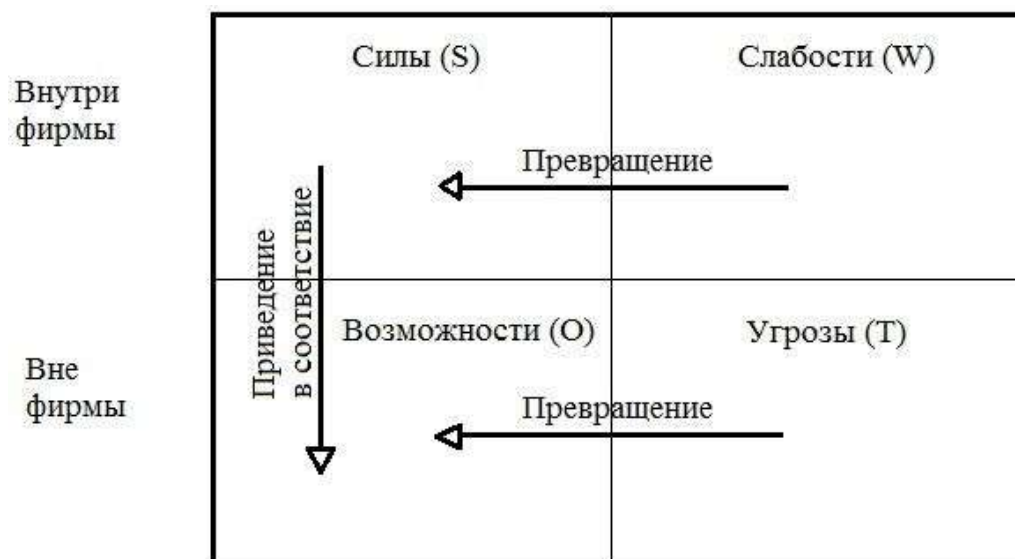 Силы (S)
Слабости (W)
Внутри
фирмы
Превращение
Приведение
в соответствие
Возможности (O)
Угрозы (T)
Вне
фирмы
Превращение